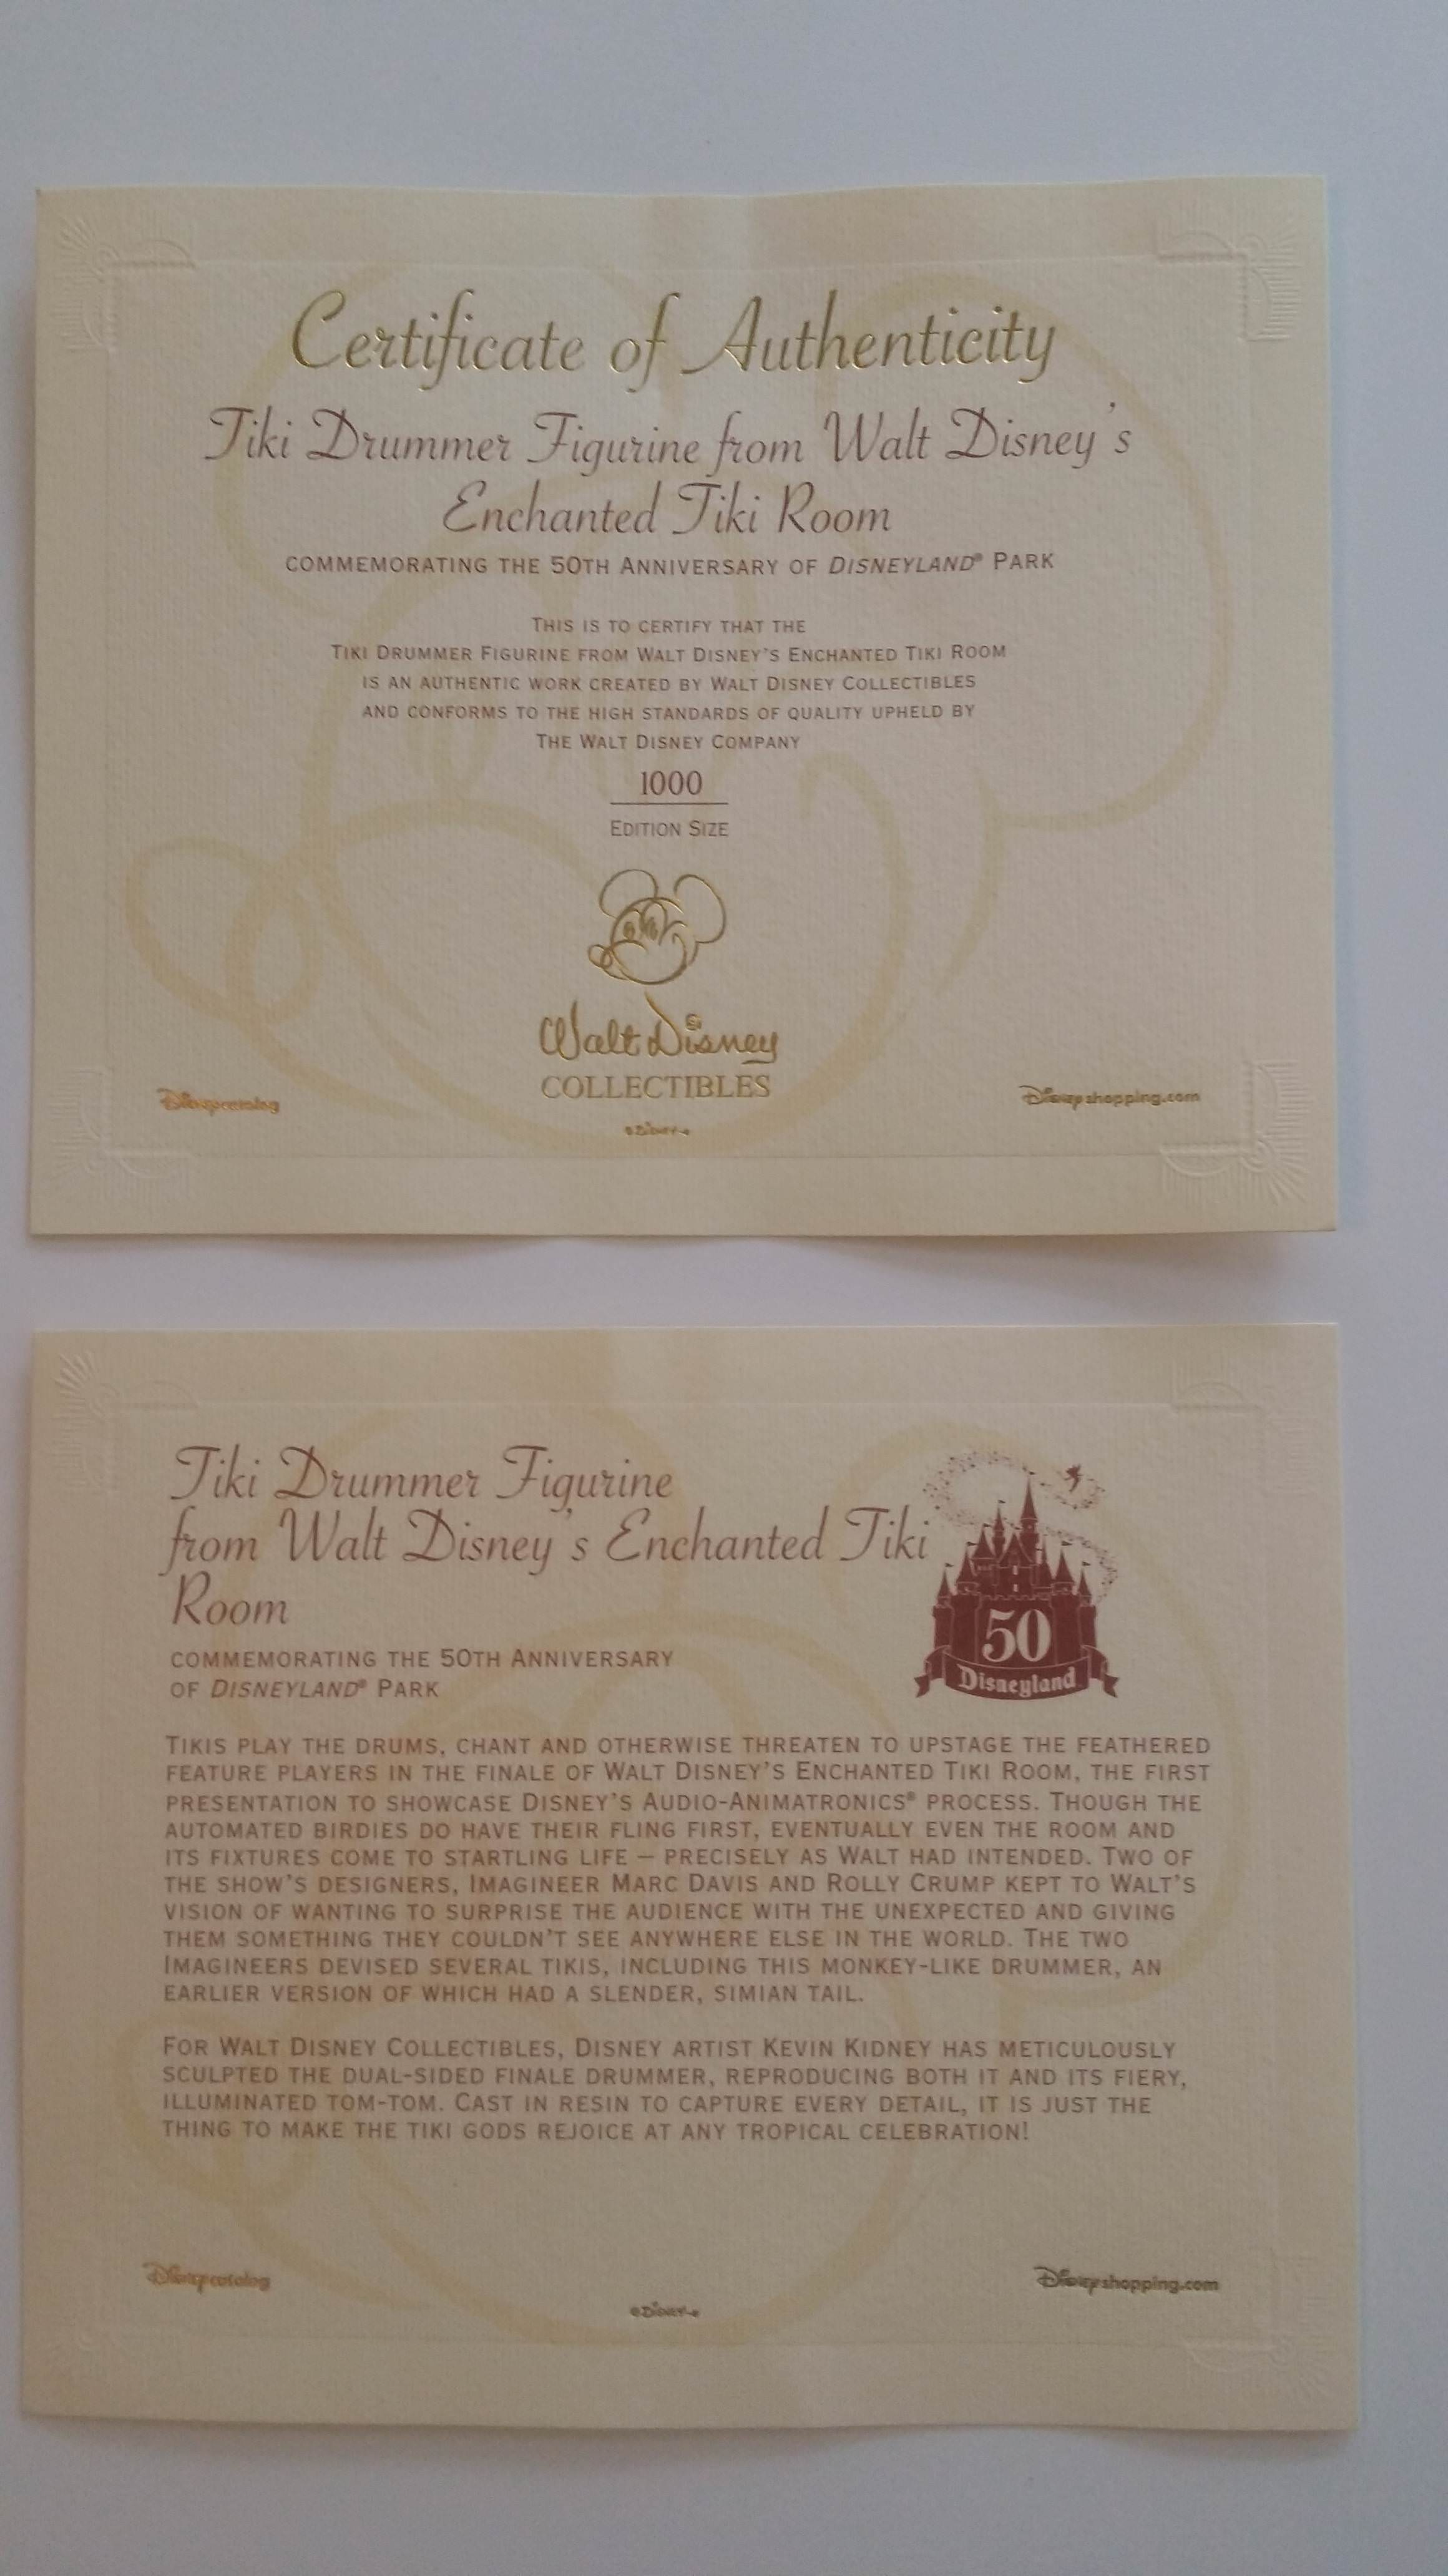 Certificate of Authenticity
Tiki Drummer Figurine from Walt Disney's
Enchanted Tiki Room
COMMEMORATING THE 50TH ANNIVERSARY OF DISNEYLAND® PARK
THIS IS TO CERTIFY THAT THE
TIKI DRUMMER FIGURINE FROM WALT DISNEY'S ENCHANTED TIKI ROOM
IS AN AUTHENTIC WORK CREATED BY WALT DISNEY COLLECTIBLES
AND CONFORMS TO THE HIGH STANDARDS OF QUALITY UPHELD BY
THE WALT DISNEY COMPANY
1000
EDITION SIZE
Walt Disney
COLLECTIBLES
Disneycatalog
Disneyshopping.com
©DISNEY
Tiki Drummer Figurine
from Walt Disney's Enchanted Tiki
Room
50
Disneyland
COMMEMORATING THE 50TH ANNIVERSARY
OF DISNEYLAND® PARK
TIKIS PLAY THE DRUMS, CHANT AND OTHERWISE THREATEN TO UPSTAGE THE FEATHERED
FEATURE PLAYERS IN THE FINALE OF WALT DISNEY'S ENCHANTED TIKI ROOM, THE FIRST
PRESENTATION TO SHOWCASE DISNEY'S AUDIO-ANIMATRONICS® PROCESS. THOUGH THE
AUTOMATED BIRDIES DO HAVE THEIR FLING FIRST, EVENTUALLY EVEN THE ROOM AND
ITS FIXTURES COME TO STARTLING LIFE — PRECISELY AS WALT HAD INTENDED. TWO OF
THE SHOW'S DESIGNERS, IMAGINEER MARC DAVIS AND ROLLY CRUMP KEPT TO WALT'S
VISION OF WANTING TO SURPRISE THE AUDIENCE WITH THE UNEXPECTED AND GIVING
THEM SOMETHING THEY COULDN'T SEE ANYWHERE ELSE IN THE WORLD. THE TWO
IMAGINEERS DEVISED SEVERAL TIKIS, INCLUDING THIS MONKEY-LIKE DRUMMER, AN
EARLIER VERSION OF WHICH HAD A SLENDER, SIMIAN TAIL.
FOR WALT DISNEY COLLECTIBLES, DISNEY ARTIST KEVIN KIDNEY HAS METICULOUSLY
SCULPTED THE DUAL-SIDED FINALE DRUMMER, REPRODUCING BOTH IT AND ITS FIERY,
ILLUMINATED TOM-TOM. CAST IN RESIN TO CAPTURE EVERY DETAIL, IT IS JUST THE
THING TO MAKE THE TIKI GODS REJOICE AT ANY TROPICAL CELEBRATION!
Disneycatalog
Disneyshopping.com
©DISNEY